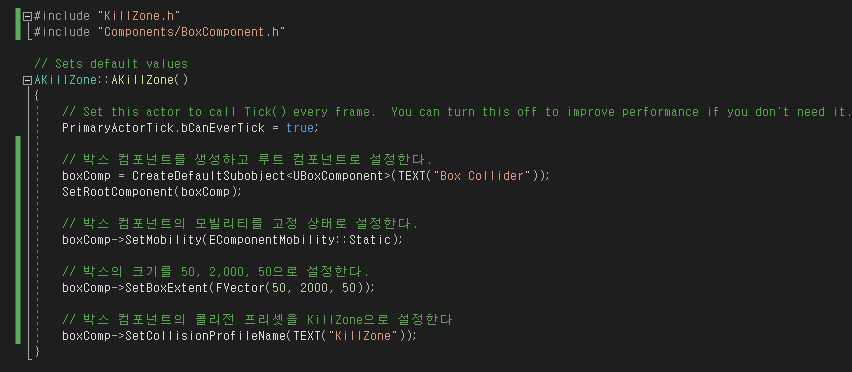 #include "KillZone.h"
#include "Components/BoxComponent.h"
// Sets default values
AKillZone::AKillZone()
{
// Set this actor to call Tick() every frame.  You can turn this off to improve performance if you don't need it.
PrimaryActorTick.bCanEverTick = true;
// 박스 컴포넌트를 생성하고 루트 컴포넌트로 설정한다.
boxComp = CreateDefaultSubobject<UBoxComponent>(TEXT("Box Collider"));
SetRootComponent(boxComp);
// 박스 컴포넌트의 모빌리티를 고정 상태로 설정한다.
boxComp->SetMobility(EComponentMobility::Static);
// 박스의 크기를 50, 2,000, 50으로 설정한다.
boxComp->SetBoxExtent(FVector(50, 2000, 50));
// 박스 컴포넌트의 콜리전 프리셋을 KillZone으로 설정한다
boxComp->SetCollisionProfileName(TEXT("KillZone"));
}